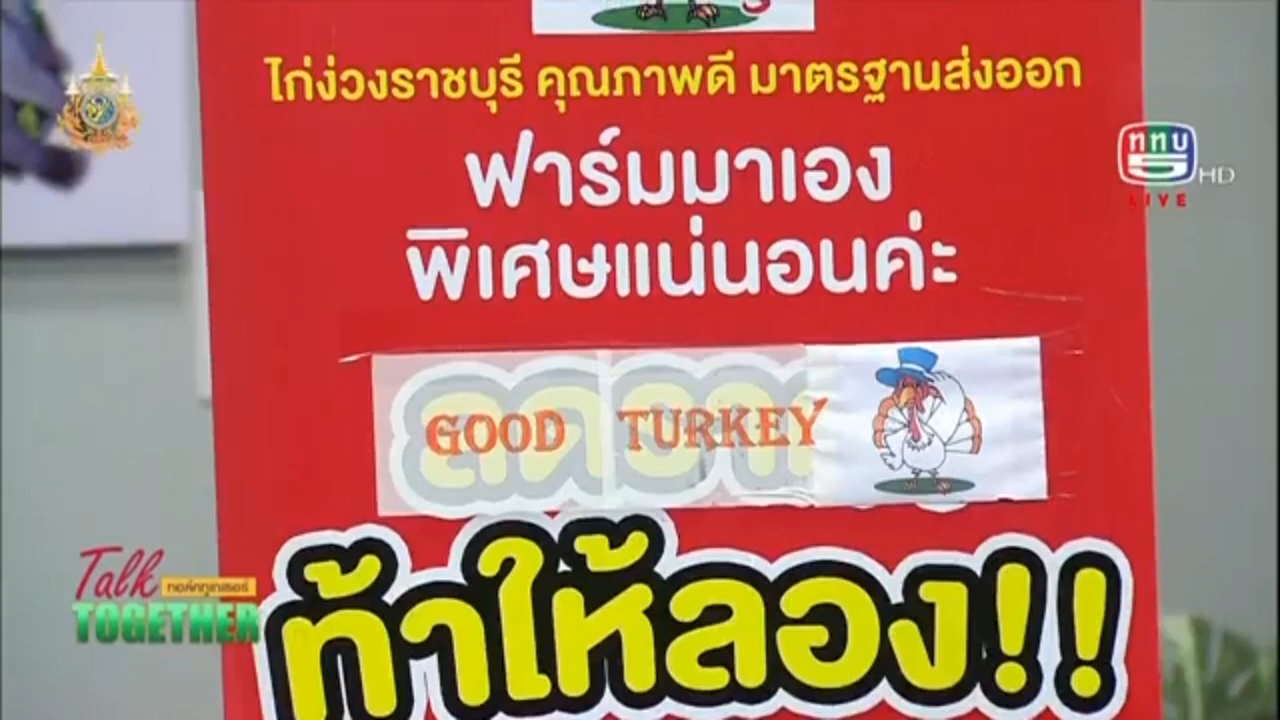 ไก่ง่วงราชบุรี คุณภาพดี มาตรฐานส่งออก
ททบ
5 HD
LIVE
ฟาร์มมาเอง
พิเศษแน่นอนค่ะ
GOOD TURKEY
ท้าให้ลอง!!
Talk
ทอล์คทูเกเตอร์
TOGETHER